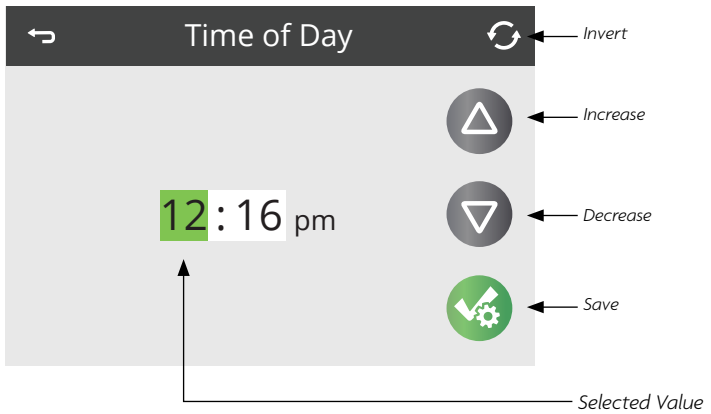 Time of Day
Invert
Increase
12 : 16 pm
Decrease
Save
Selected Value